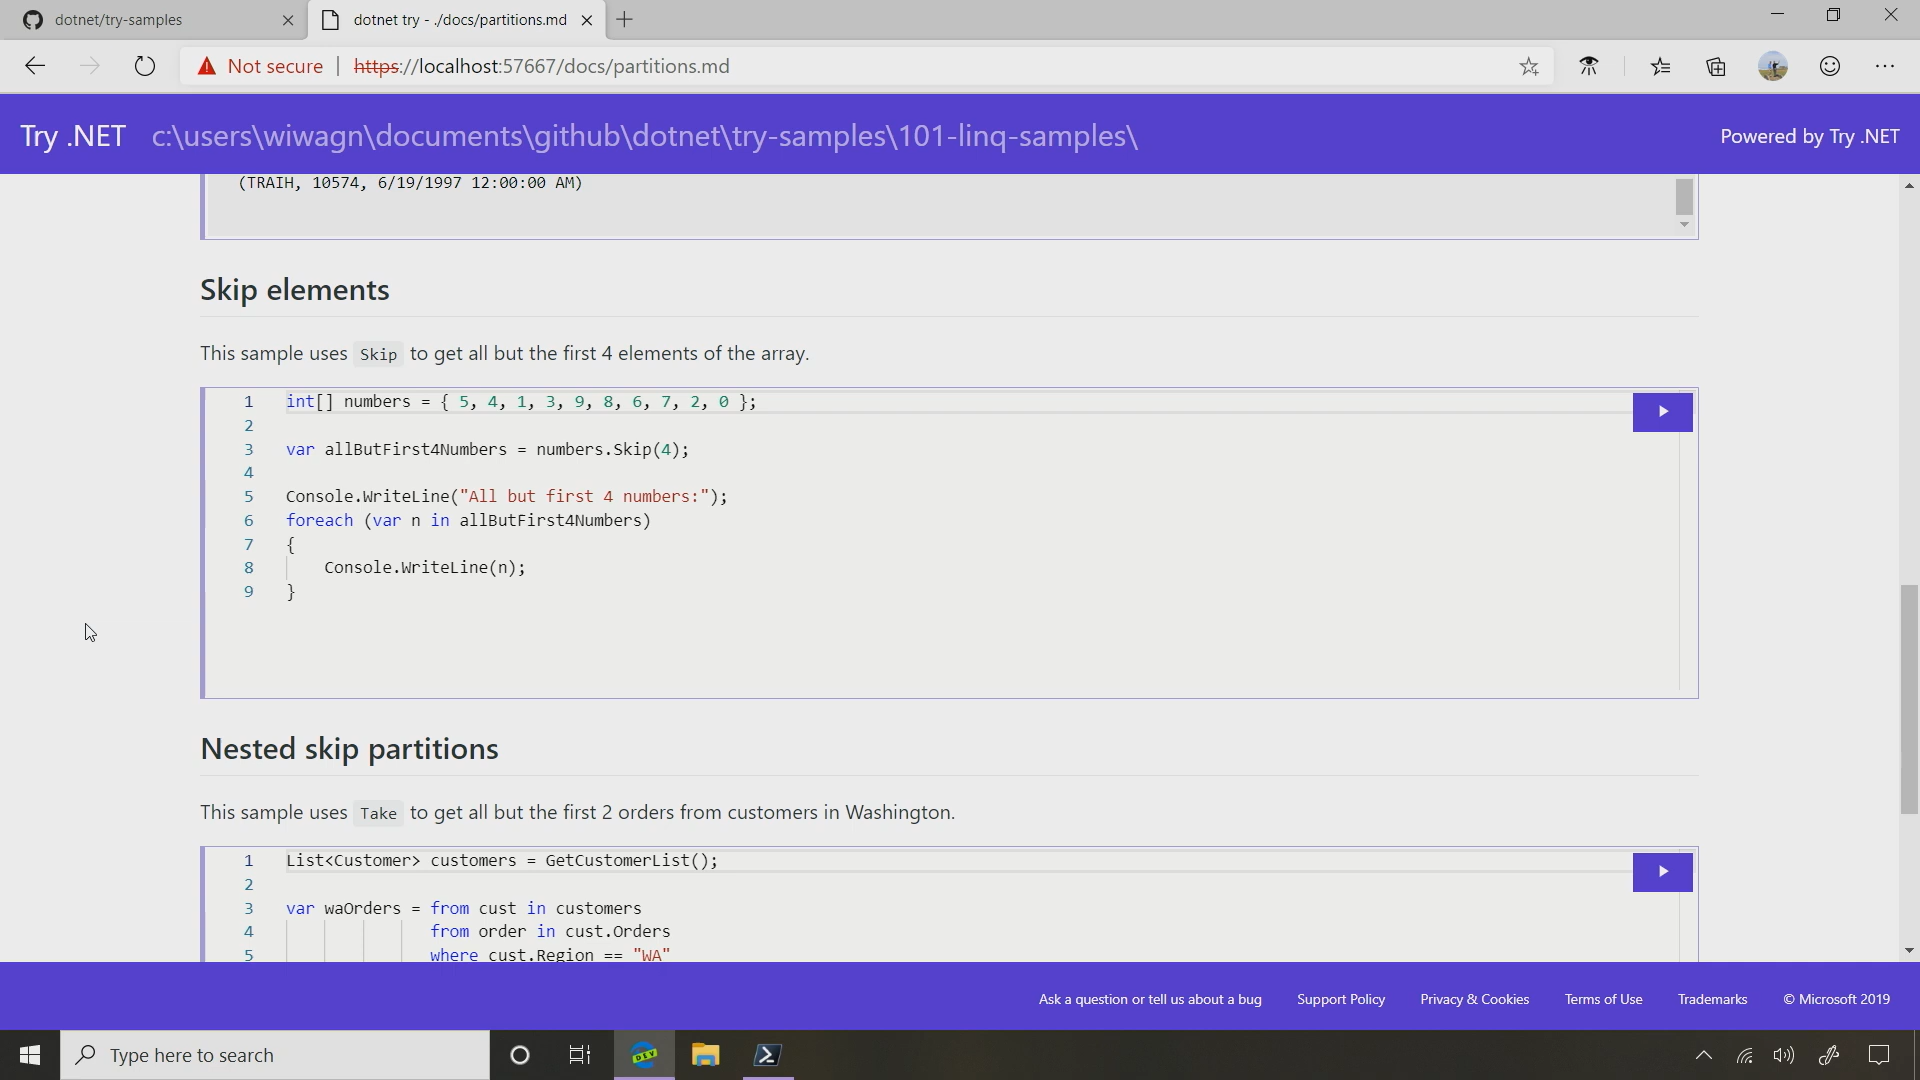 dotnet/try-samples
dotnet try - ./docs/partitions.md
Not secure | https://localhost:57667/docs/partitions.md
Try .NET c:\users\wiwagn\documents\github\dotnet\try-samples\101-linq-samples\ Powered by Try .NET
(TRAIH, 10574, 6/19/1997 12:00:00 AM)
Skip elements
This sample uses Skip to get all but the first 4 elements of the array.
1 int[] numbers = { 5, 4, 1, 3, 9, 8, 6, 7, 2, 0 };
2
3 var allButFirst4Numbers = numbers.Skip(4);
4
5 Console.WriteLine("All but first 4 numbers:");
6 foreach (var n in allButFirst4Numbers)
7 {
8 Console.WriteLine(n);
9 }
Nested skip partitions
This sample uses Take to get all but the first 2 orders from customers in Washington.
1 List<Customer> customers = GetCustomerList();
2
3 var waOrders = from cust in customers
4 from order in cust.Orders
5 where cust.Region == "WA"
Ask a question or tell us about a bug Support Policy Privacy & Cookies Terms of Use Trademarks © Microsoft 2019
Type here to search
DEV